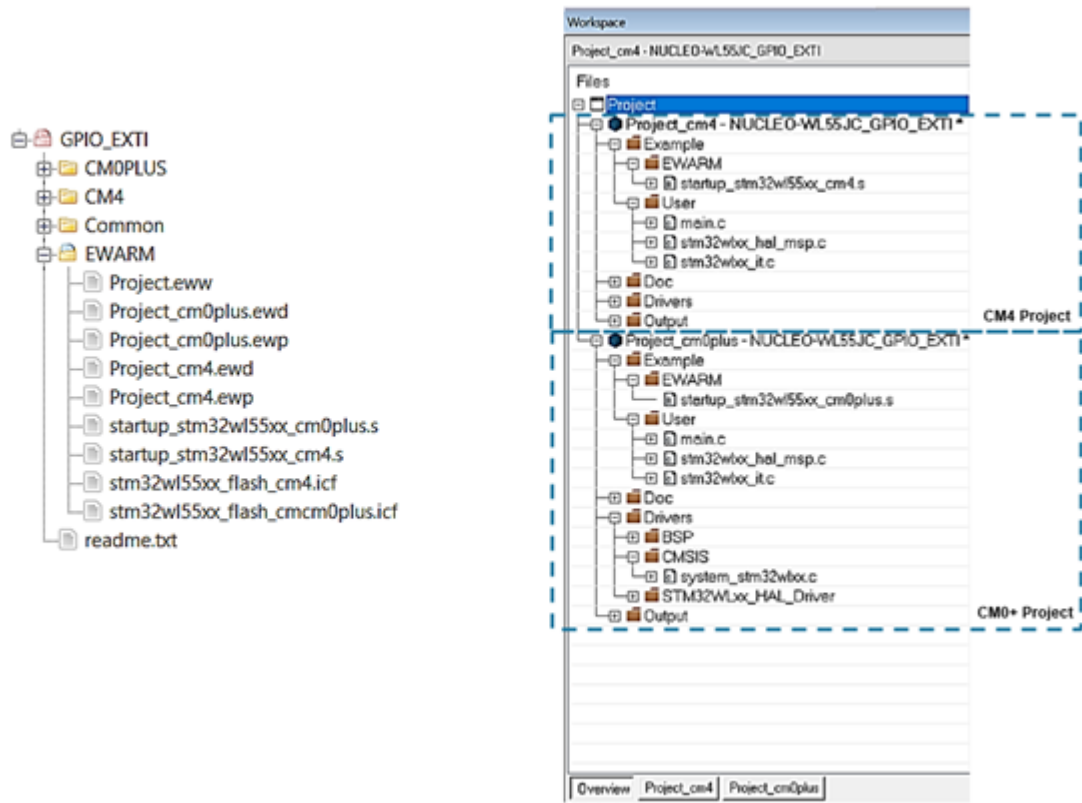 GPIO_EXTI
CM0PLUS
CM4
Common
EWARM
Project.eww
Project_cm0plus.ewd
Project_cm0plus.ewp
Project_cm4.ewd
Project_cm4.ewp
startup_stm32wl55xx_cm0plus.s
startup_stm32wl55xx_cm4.s
stm32wl55xx_flash_cm4.icf
stm32wl55xx_flash_cmcm0plus.icf
readme.txt
Workspace
Project_cm4 - NUCLEO-WL55JC_GPIO_EXTI
Files
Project
Project_cm4 - NUCLEO-WL55JC_GPIO_EXTI *
Example
EWARM
startup_stm32wl55xx_cm4.s
User
main.c
stm32wlxx_hal_msp.c
stm32wlxx_it.c
Doc
Drivers
Output
CM4 Project
Project_cm0plus - NUCLEO-WL55JC_GPIO_EXTI *
Example
EWARM
startup_stm32wl55xx_cm0plus.s
User
main.c
stm32wlxx_hal_msp.c
stm32wlxx_it.c
Doc
Drivers
BSP
CMSIS
system_stm32wlxx.c
STM32WLxx_HAL_Driver
Output
CM0+ Project
Overview Project_cm4 Project_cm0plus